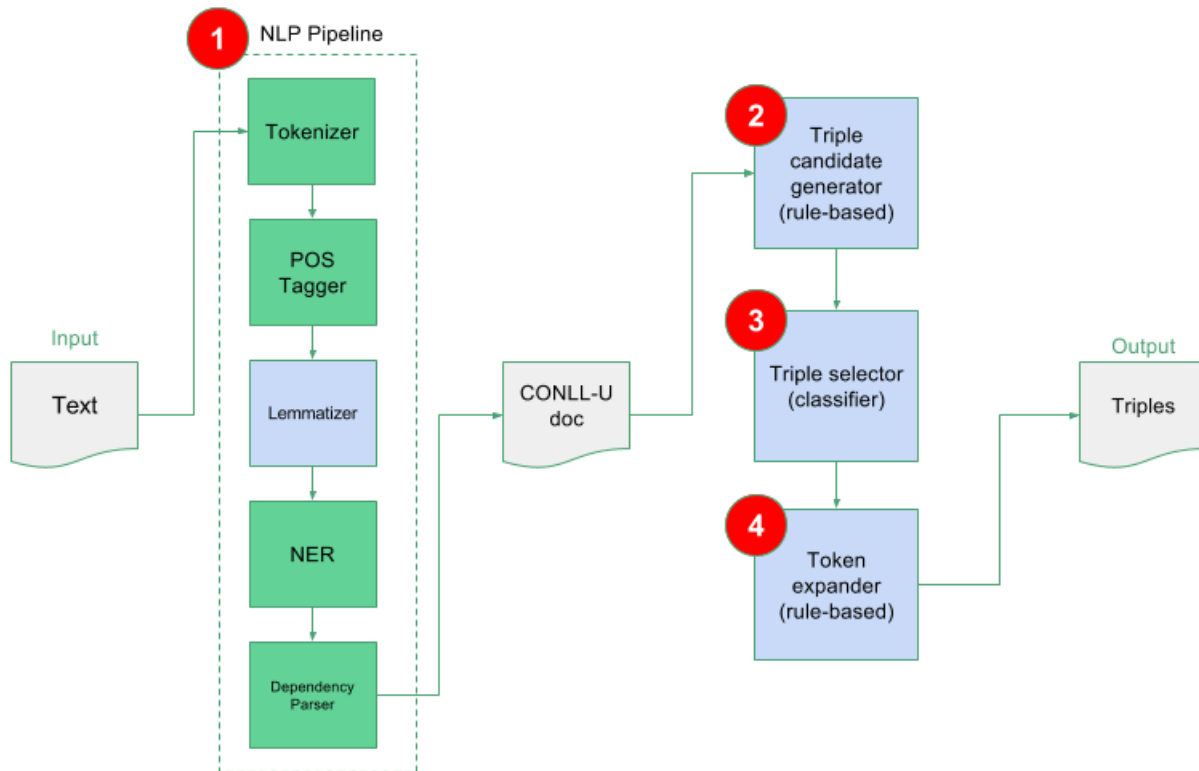 1
NLP Pipeline
Tokenizer
POS
Tagger
Lemmatizer
NER
Dependency
Parser
Input
Text
CONLL-U
doc
2
Triple
candidate
generator
(rule-based)
3
Triple selector
(classifier)
4
Token
expander
(rule-based)
Output
Triples